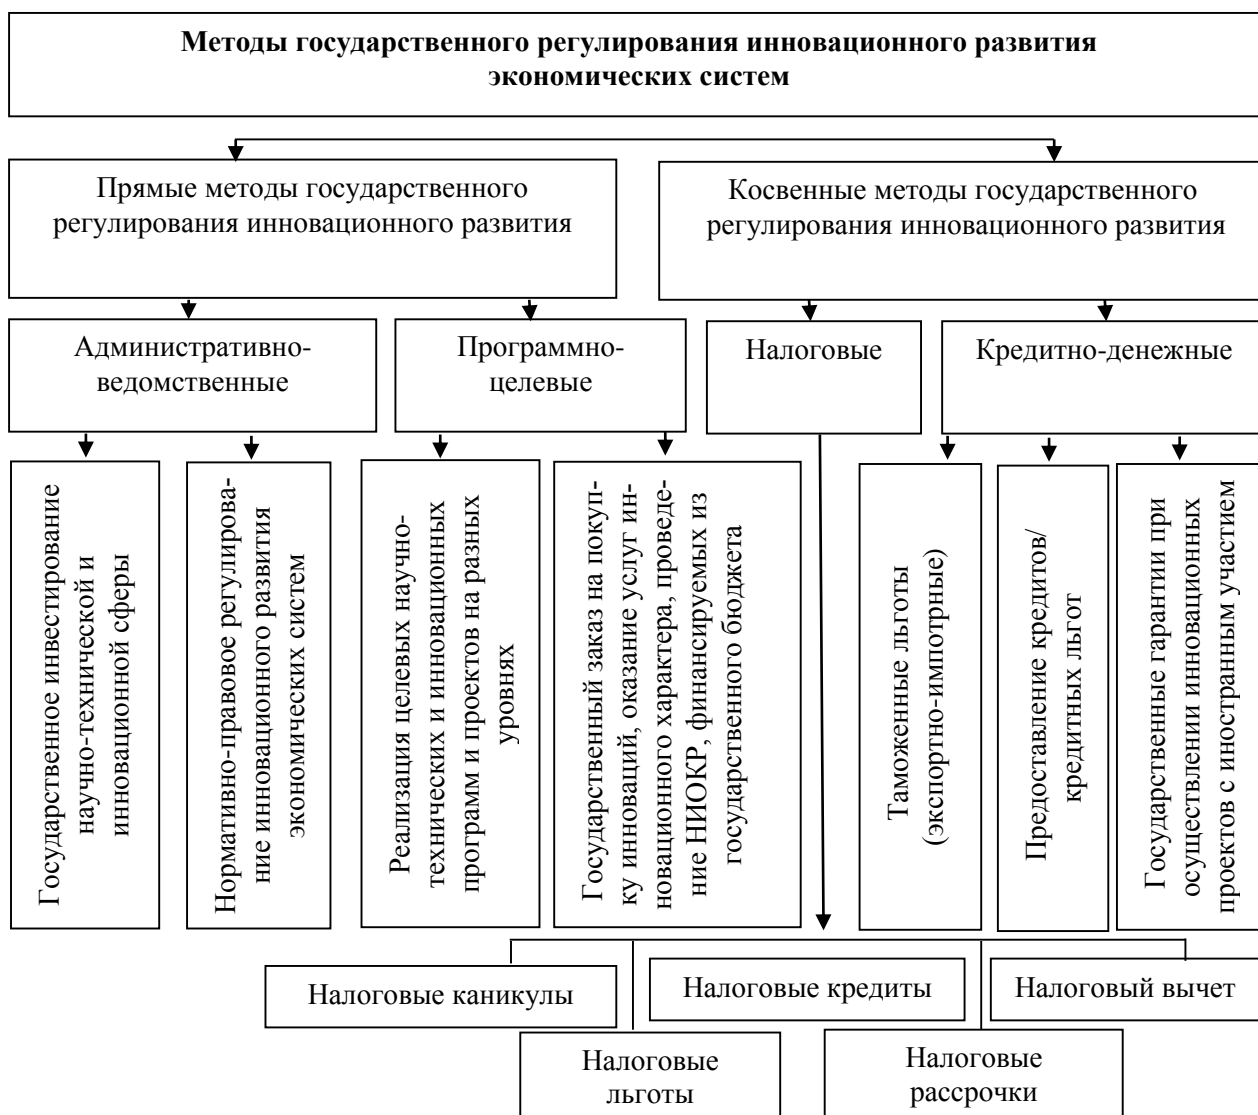 Методы государственного регулирования инновационного развития
экономических систем
Прямые методы государственного
регулирования инновационного развития
Косвенные методы государственного
регулирования инновационного развития
Административно-
ведомственные
Программно-
целевые
Налоговые
Кредитно-денежные
Государственное инвестирование
научно-технической и
инновационной сферы
Нормативно-правовое регулирова-
ние инновационного развития
экономических систем
Реализация целевых научно-
технических и инновационных
программ и проектов на разных
уровнях
Государственный заказ на покуп-
ку инноваций, оказание услуг ин-
новационного характера, проведе-
ние НИОКР, финансируемых из
государственного бюджета
Таможенные льготы
(экспортно-импотрные)
Предоставление кредитов/
кредитных льгот
Государственные гарантии при
осуществлении инновационных
проектов с иностранным участием
Налоговые каникулы
Налоговые кредиты
Налоговый вычет
Налоговые
льготы
Налоговые
рассрочки